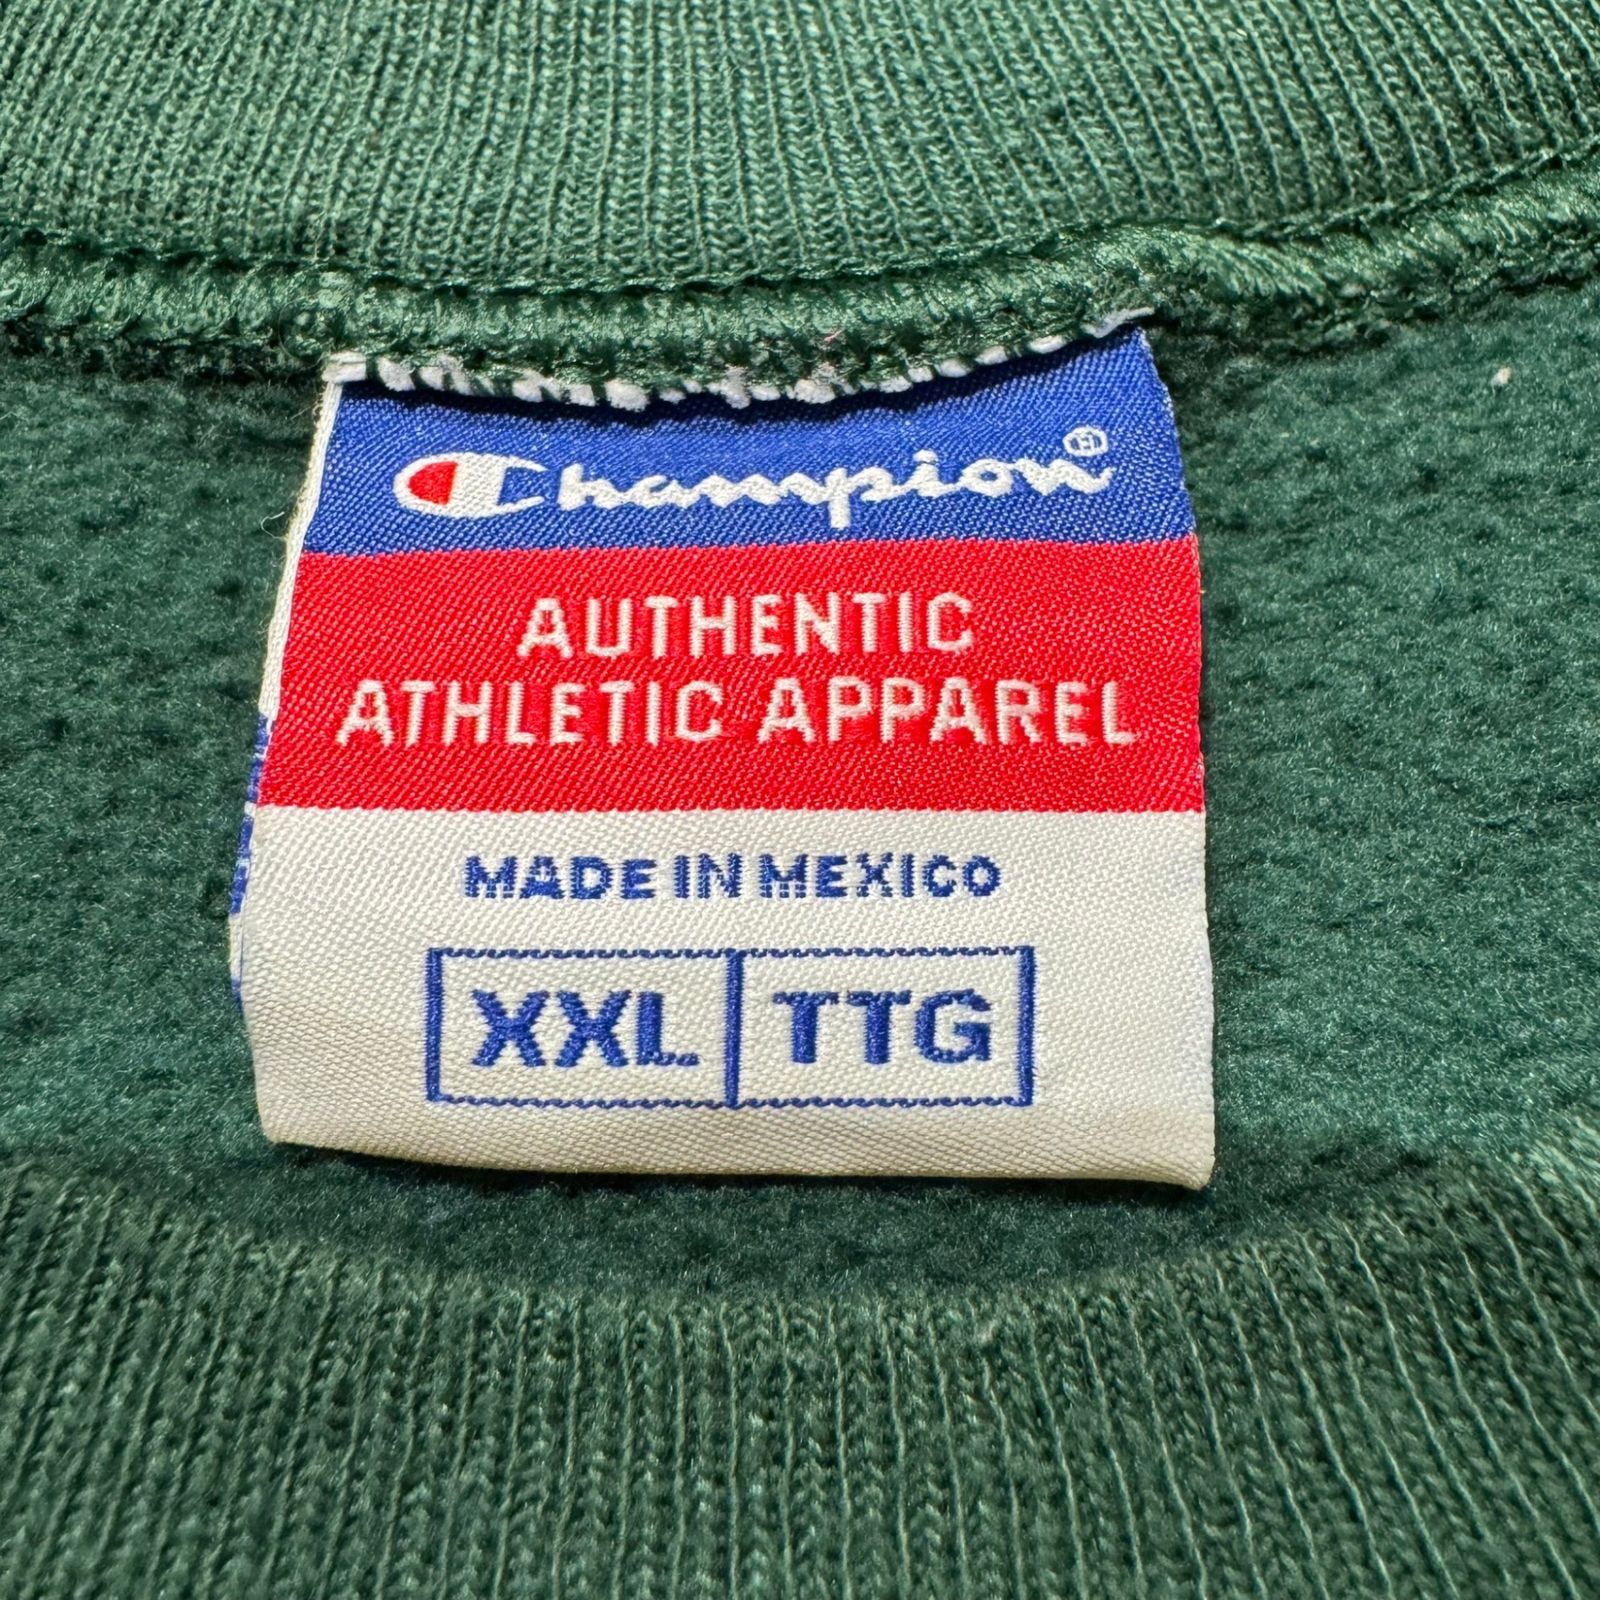 Champion®
AUTHENTIC
ATHLETIC APPAREL
MADE IN MEXICO
XXL TTG